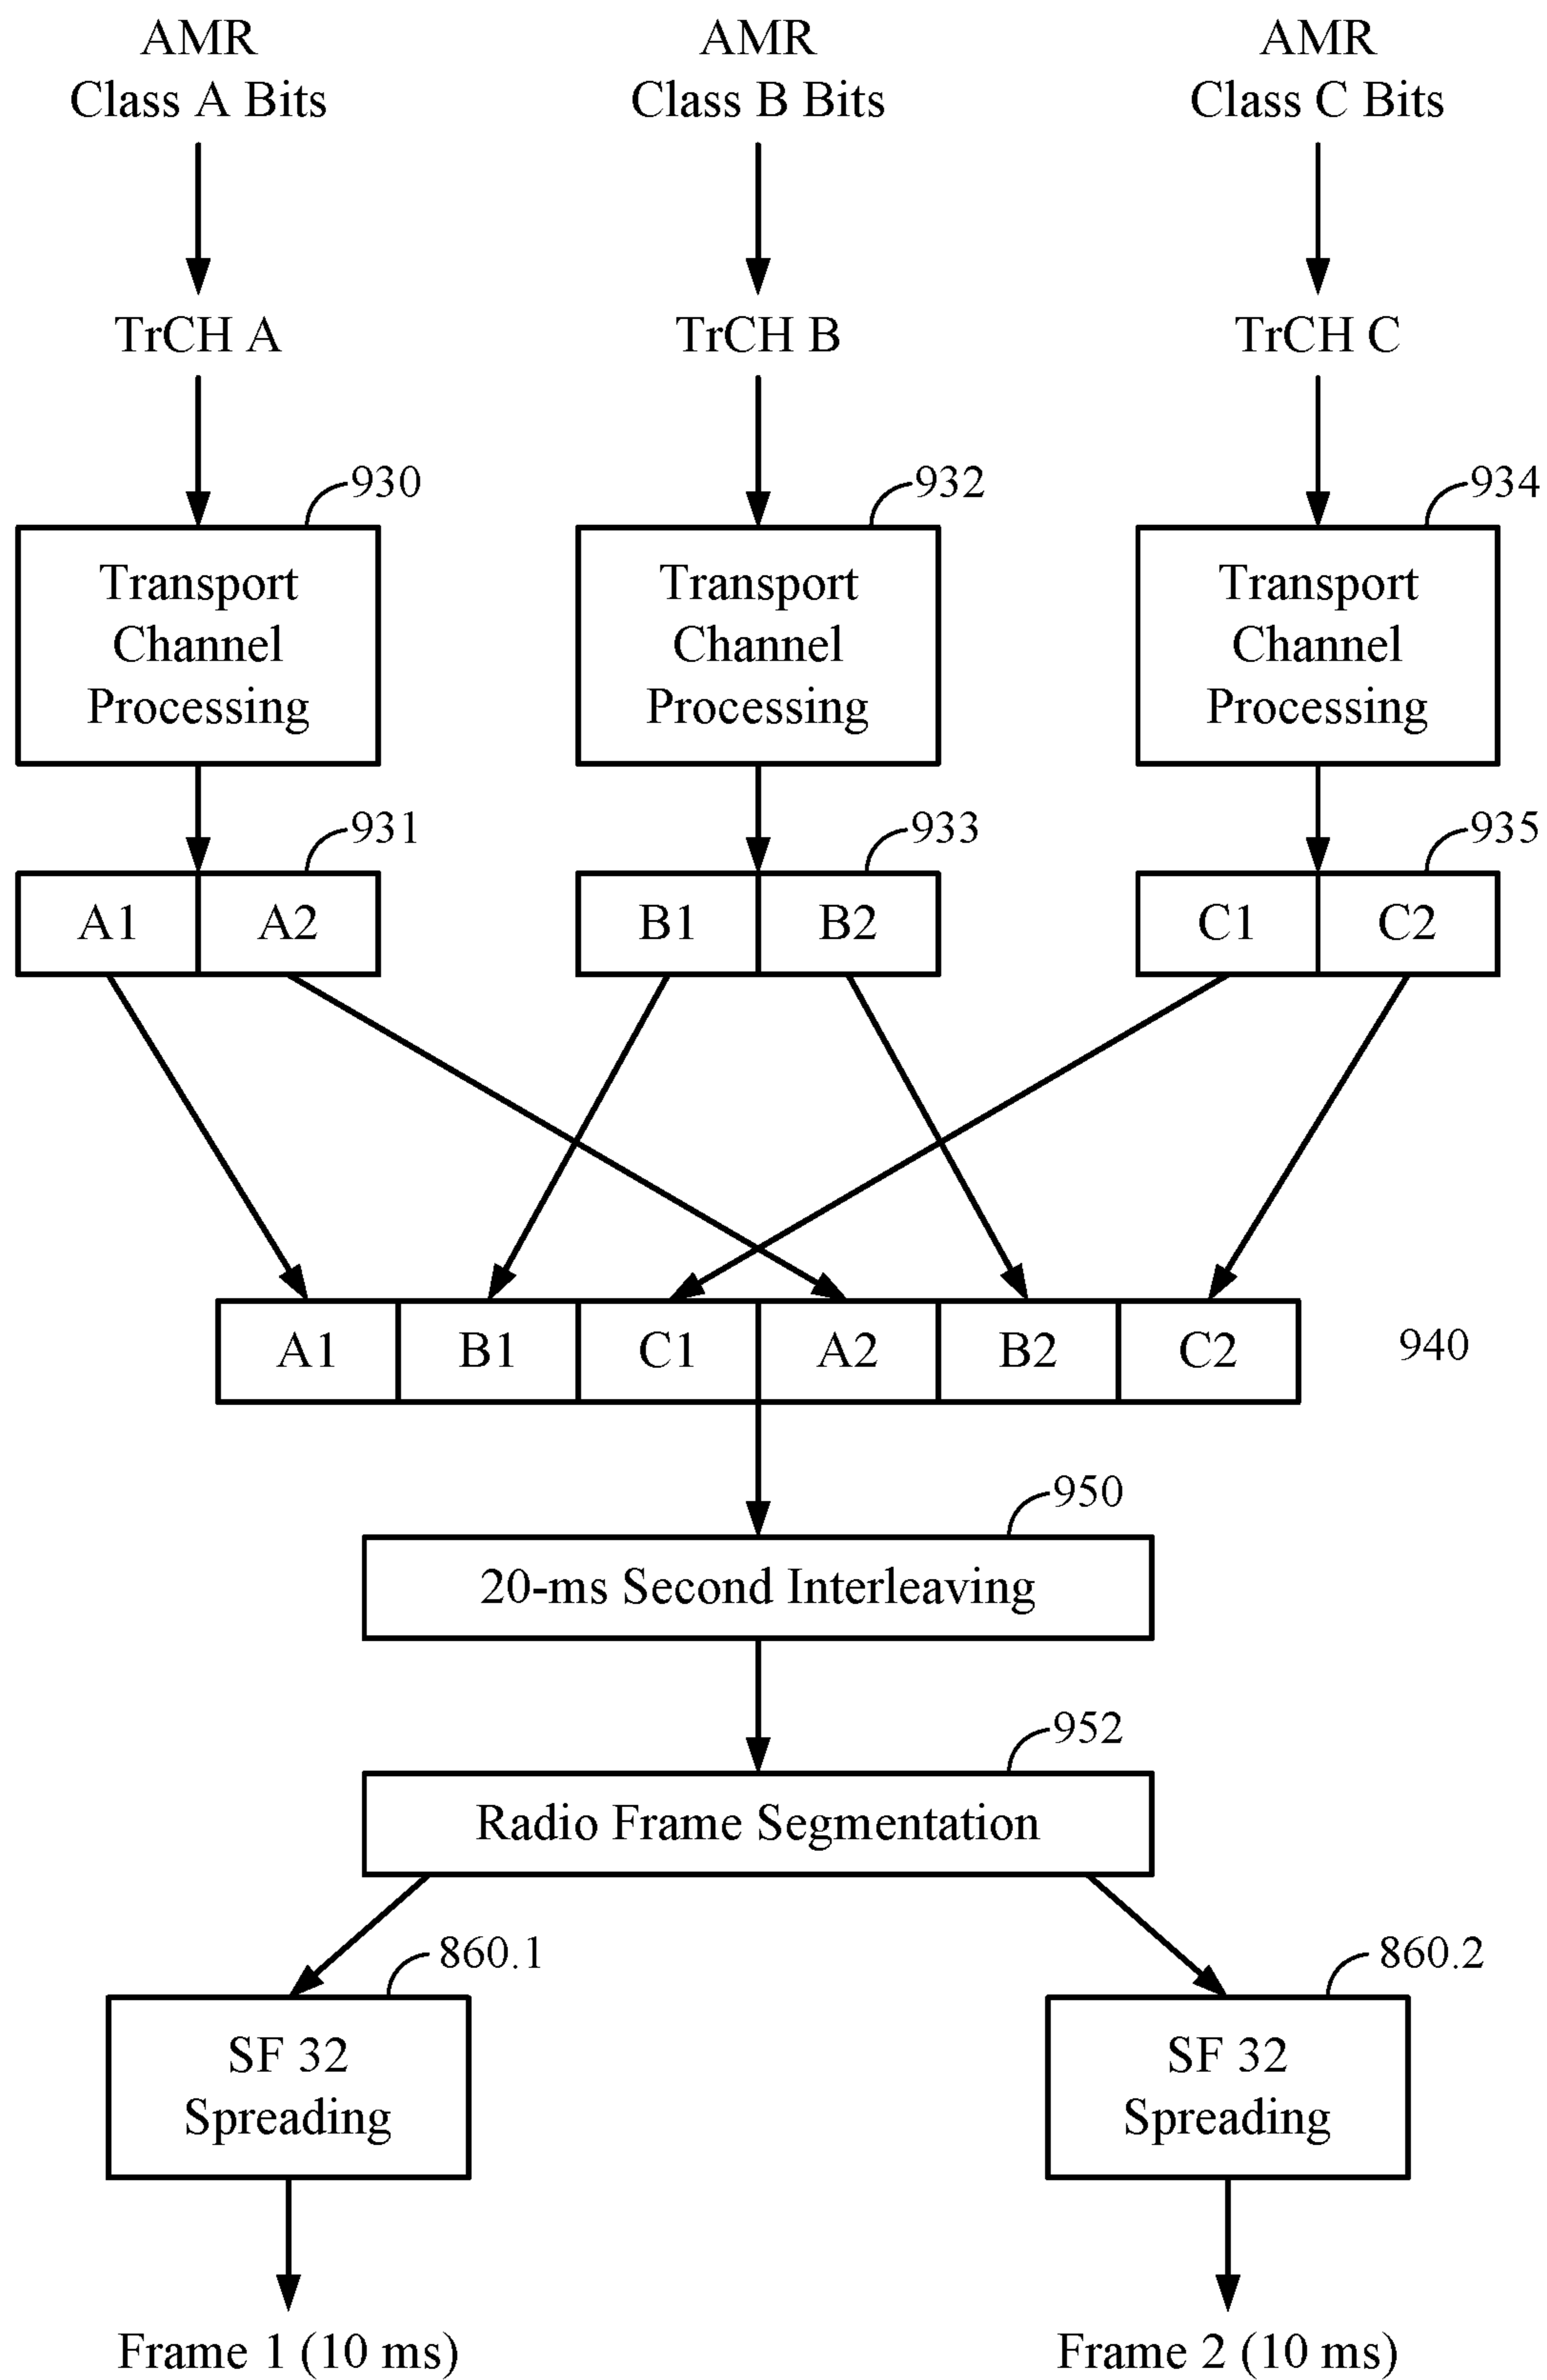 AMR
Class A Bits
AMR
Class B Bits
AMR
Class C Bits
TrCH A
TrCH B
TrCH C
930
932
934
Transport
Channel
Processing
Transport
Channel
Processing
Transport
Channel
Processing
931
933
935
A1 A2
B1 B2
C1 C2
A1 B1 C1 A2 B2 C2
940
950
20-ms Second Interleaving
952
Radio Frame Segmentation
860.1
860.2
SF 32
Spreading
SF 32
Spreading
Frame 1 (10 ms)
Frame 2 (10 ms)